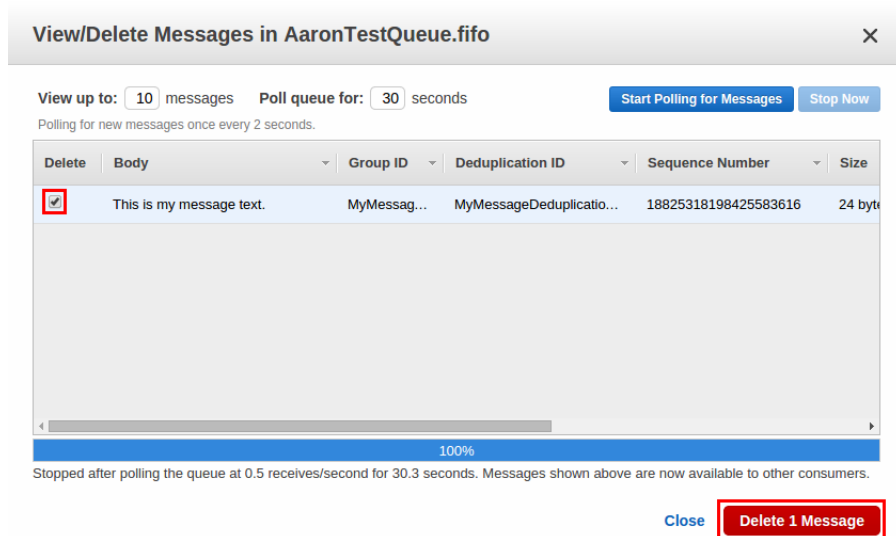 View/Delete Messages in AaronTestQueue.fifo
View up to: 10 messages Poll queue for: 30 seconds Start Polling for Messages Stop Now
Polling for new messages once every 2 seconds.
Delete Body Group ID Deduplication ID Sequence Number Size
This is my message text. MyMessag... MyMessageDeduplicatio... 18825318198425583616 24 byte
100%
Stopped after polling the queue at 0.5 receives/second for 30.3 seconds. Messages shown above are now available to other consumers.
Close Delete 1 Message